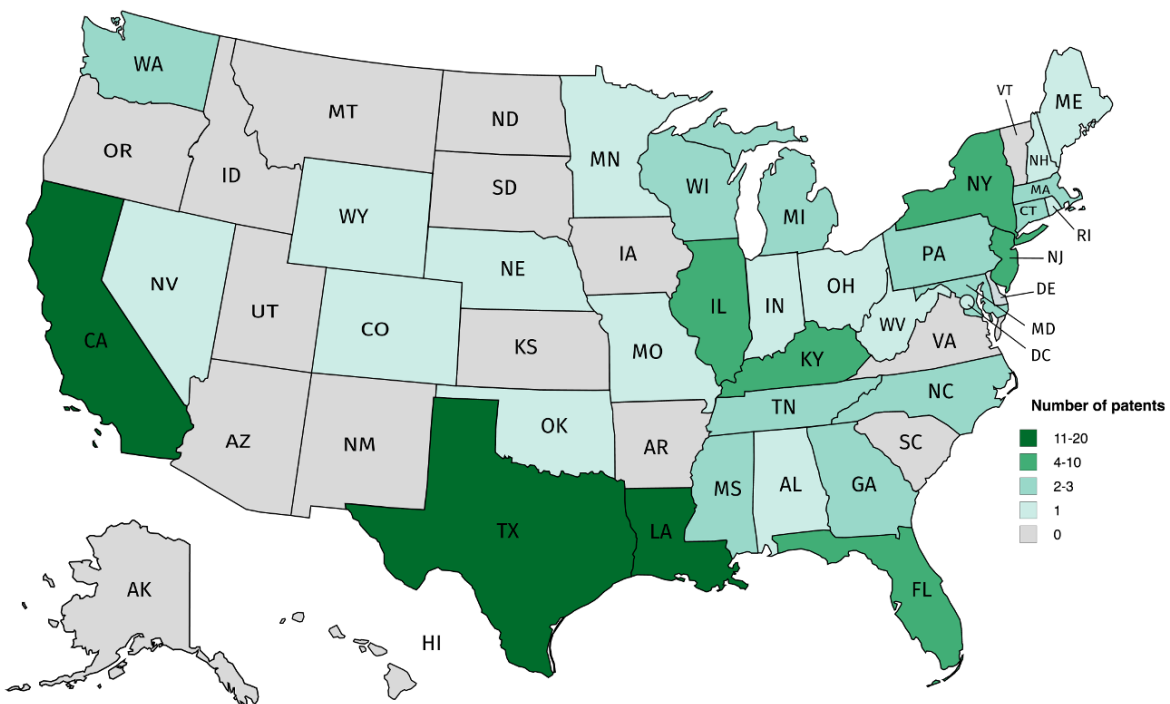 WA
MT
ND
MN
VT
ME
OR
ID
SD
WI
NH
NY
MA
WY
MI
CT
RI
IA
PA
NJ
NE
NV
OH
DE
UT
IL
IN
CO
WV
MD
CA
KS
MO
KY
VA
DC
NC
TN
Number of patents
AZ
NM
OK
AR
SC
11-20
4-10
MS
AL
GA
2-3
1
TX
LA
0
AK
FL
HI